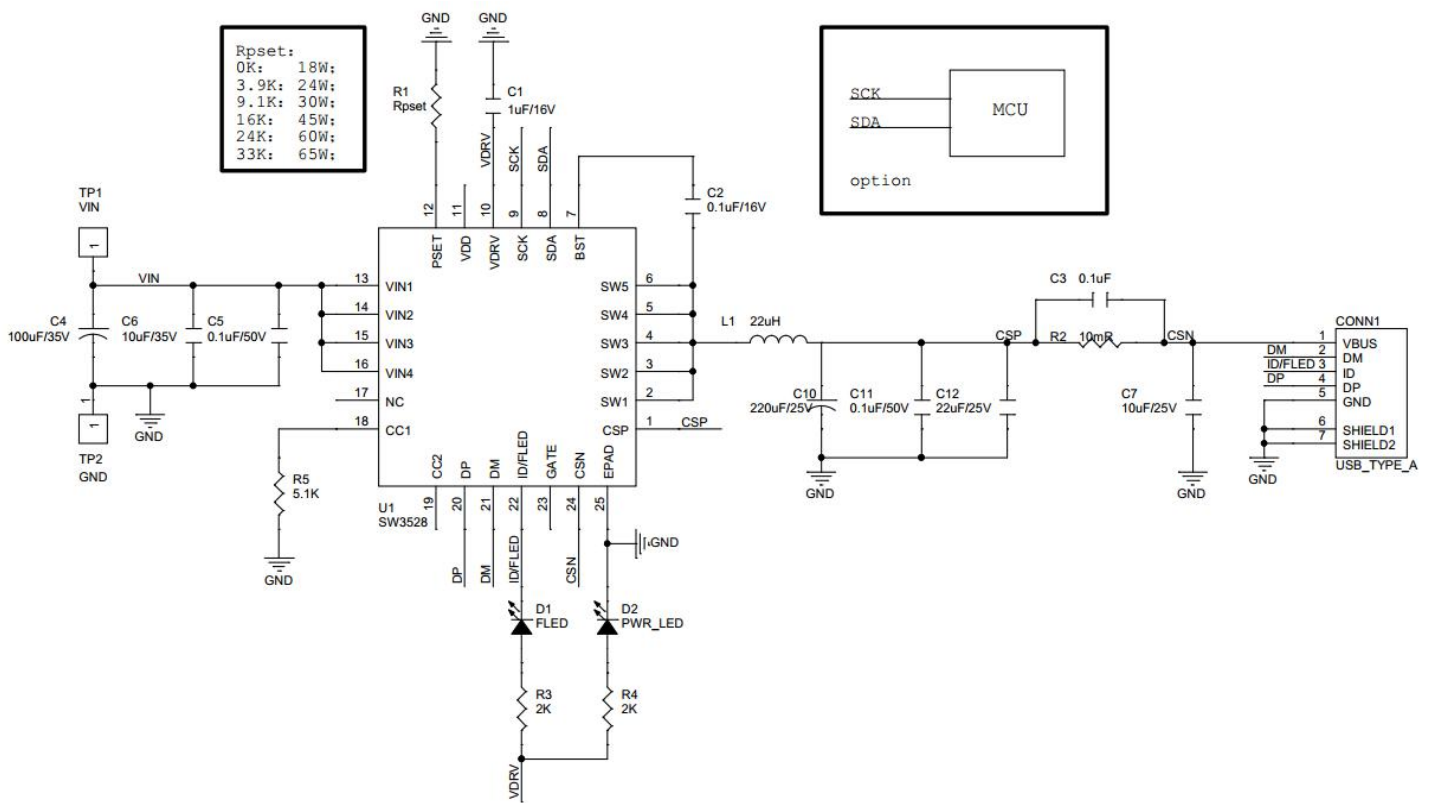 GND
GND
Rpset:
0K: 18W;
3.9K: 24W;
9.1K: 30W;
16K: 45W;
24K: 60W;
33K: 65W;
R1
Rpset
C1
1uF/16V
VDRV
SCK
SDA
SCK
SDA
MCU
option
C2
0.1uF/16V
12
11
10
9
8
7
PSET
VDD
VDRV
SCK
SDA
BST
TP1
VIN
1
VIN
13
VIN1
14
VIN2
15
VIN3
16
VIN4
17
NC
18
CC1
SW5
6
SW4
5
SW3
4
SW2
3
SW1
2
CSP
1
CSP
C4
100uF/35V
C6
10uF/35V
C5
0.1uF/50V
1
1
TP2
GND
GND
L1
22uH
C3
0.1uF
CSP
R2
10mR
CSN
C10
220uF/25V
C11
0.1uF/50V
C12
22uF/25V
GND
C7
10uF/25V
GND
CONN1
1
VBUS
DM
2
DM
ID/FLED
3
ID
DP
4
DP
5
GND
6
SHIELD1
7
SHIELD2
USB_TYPE_A
GND
R5
5.1K
GND
CC2
DP
DM
ID/FLED
GATE
CSN
EPAD
U1
SW3528
19
20
21
22
23
24
25
DP
DM
ID/FLED
CSN
GND
D1
FLED
D2
PWR_LED
R3
2K
R4
2K
VDRV